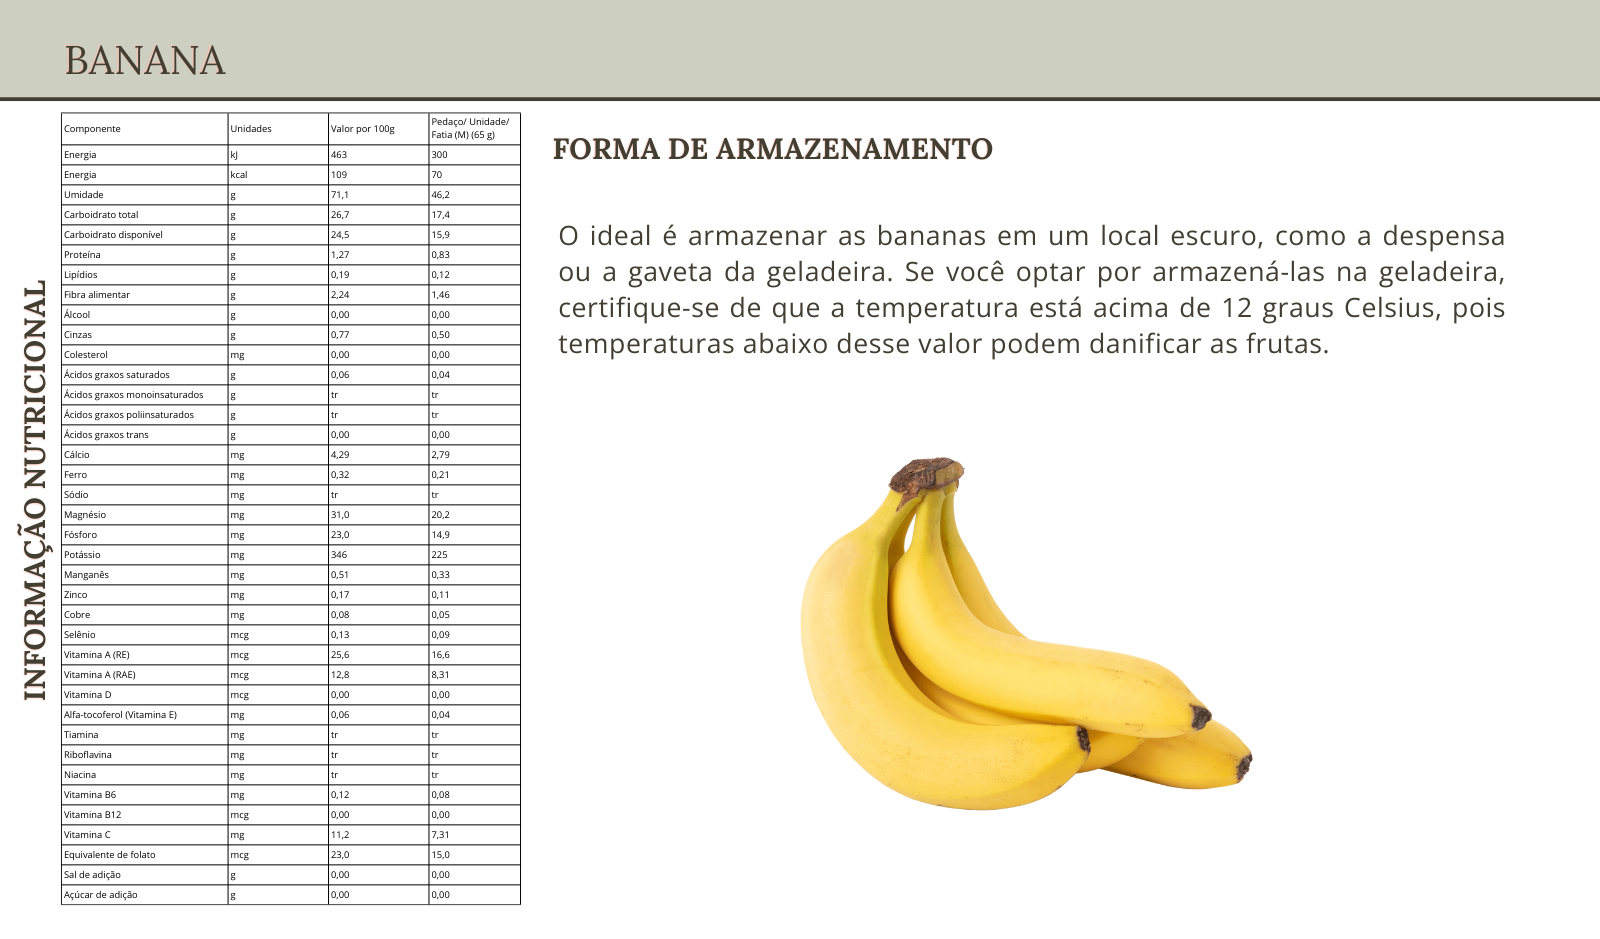 BANANA
INFORMAÇÃO NUTRICIONAL
Componente Unidades Valor por 100g Pedaço/ Unidade/ Fatia (M) (65 g)
Energia kJ 463 300
Energia kcal 109 70
Umidade g 71,1 46,2
Carboidrato total g 26,7 17,4
Carboidrato disponível g 24,5 15,9
Proteína g 1,27 0,83
Lipídios g 0,19 0,12
Fibra alimentar g 2,24 1,46
Álcool g 0,00 0,00
Cinzas g 0,77 0,50
Colesterol mg 0,00 0,00
Ácidos graxos saturados g 0,06 0,04
Ácidos graxos monoinsaturados g tr tr
Ácidos graxos poliinsaturados g tr tr
Ácidos graxos trans g 0,00 0,00
Cálcio mg 4,29 2,79
Ferro mg 0,32 0,21
Sódio mg tr tr
Magnésio mg 31,0 20,2
Fósforo mg 23,0 14,9
Potássio mg 346 225
Manganês mg 0,51 0,33
Zinco mg 0,17 0,11
Cobre mg 0,08 0,05
Selênio mcg 0,13 0,09
Vitamina A (RE) mcg 25,6 16,6
Vitamina A (RAE) mcg 12,8 8,31
Vitamina D mcg 0,00 0,00
Alfa-tocoferol (Vitamina E) mg 0,06 0,04
Tiamina mg tr tr
Riboflavina mg tr tr
Niacina mg tr tr
Vitamina B6 mg 0,12 0,08
Vitamina B12 mcg 0,00 0,00
Vitamina C mg 11,2 7,31
Equivalente de folato mcg 23,0 15,0
Sal de adição g 0,00 0,00
Açúcar de adição g 0,00 0,00
FORMA DE ARMAZENAMENTO
O ideal é armazenar as bananas em um local escuro, como a despensa
ou a gaveta da geladeira. Se você optar por armazená-las na geladeira,
certifique-se de que a temperatura está acima de 12 graus Celsius, pois
temperaturas abaixo desse valor podem danificar as frutas.